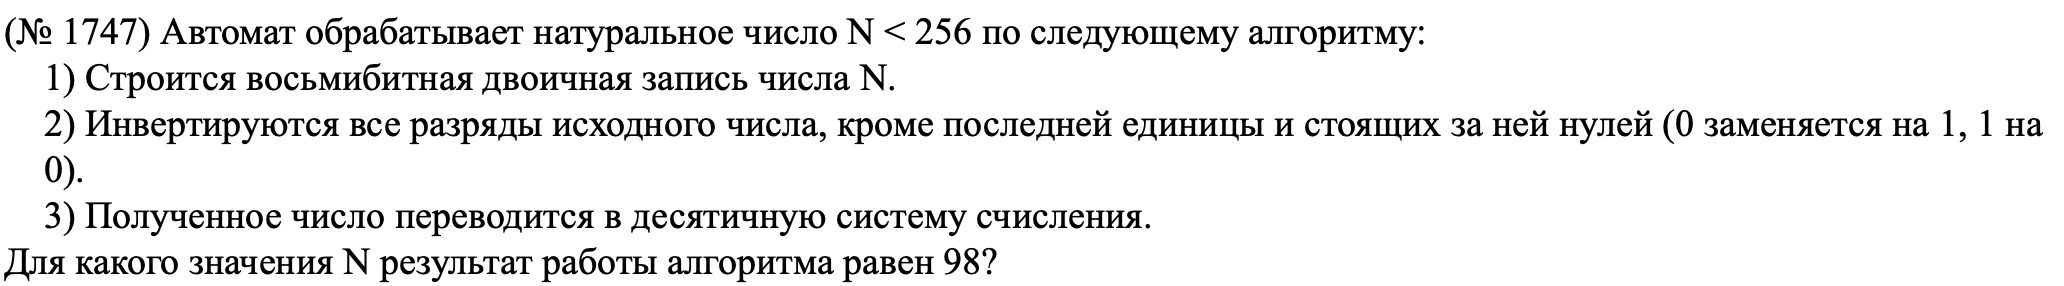 (№ 1747) Автомат обрабатывает натуральное число N < 256 по следующему алгоритму:
1) Строится восьмибитная двоичная запись числа N.
2) Инвертируются все разряды исходного числа, кроме последней единицы и стоящих за ней нулей (0 заменяется на 1, 1 на
0).
3) Полученное число переводится в десятичную систему счисления.
Для какого значения N результат работы алгоритма равен 98?